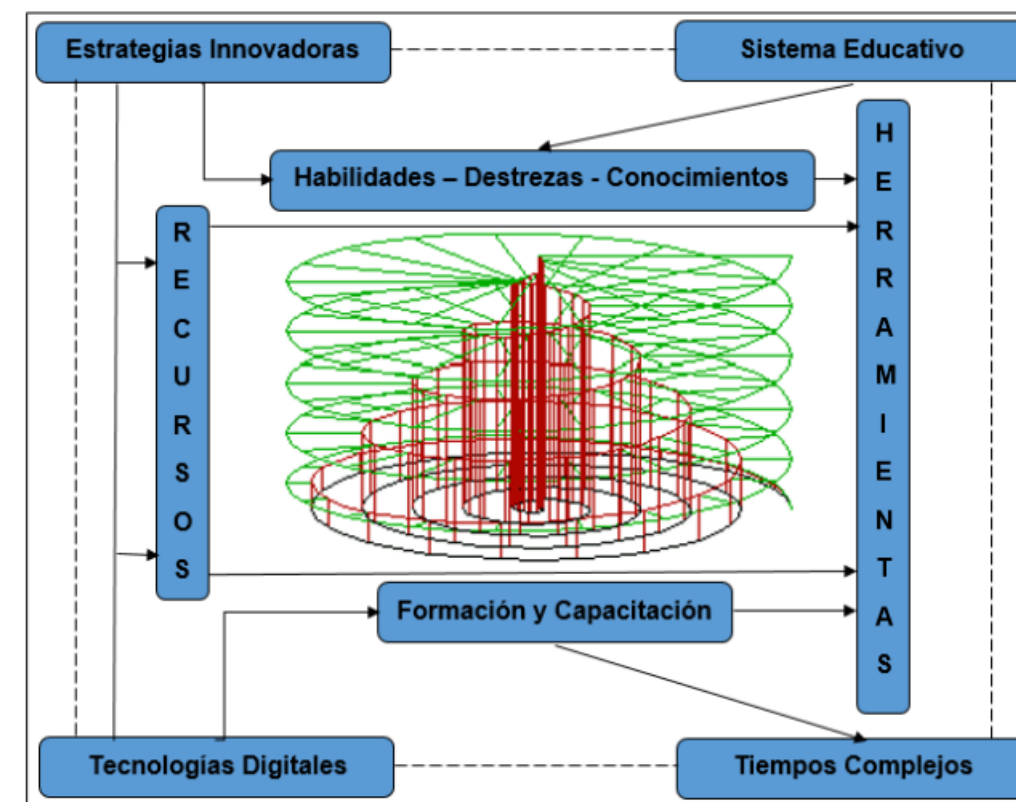 Estrategias Innovadoras
Sistema Educativo
Habilidades – Destrezas - Conocimientos
RECURSOS
HERRAMIENTAS
Formación y Capacitación
Tecnologías Digitales
Tiempos Complejos